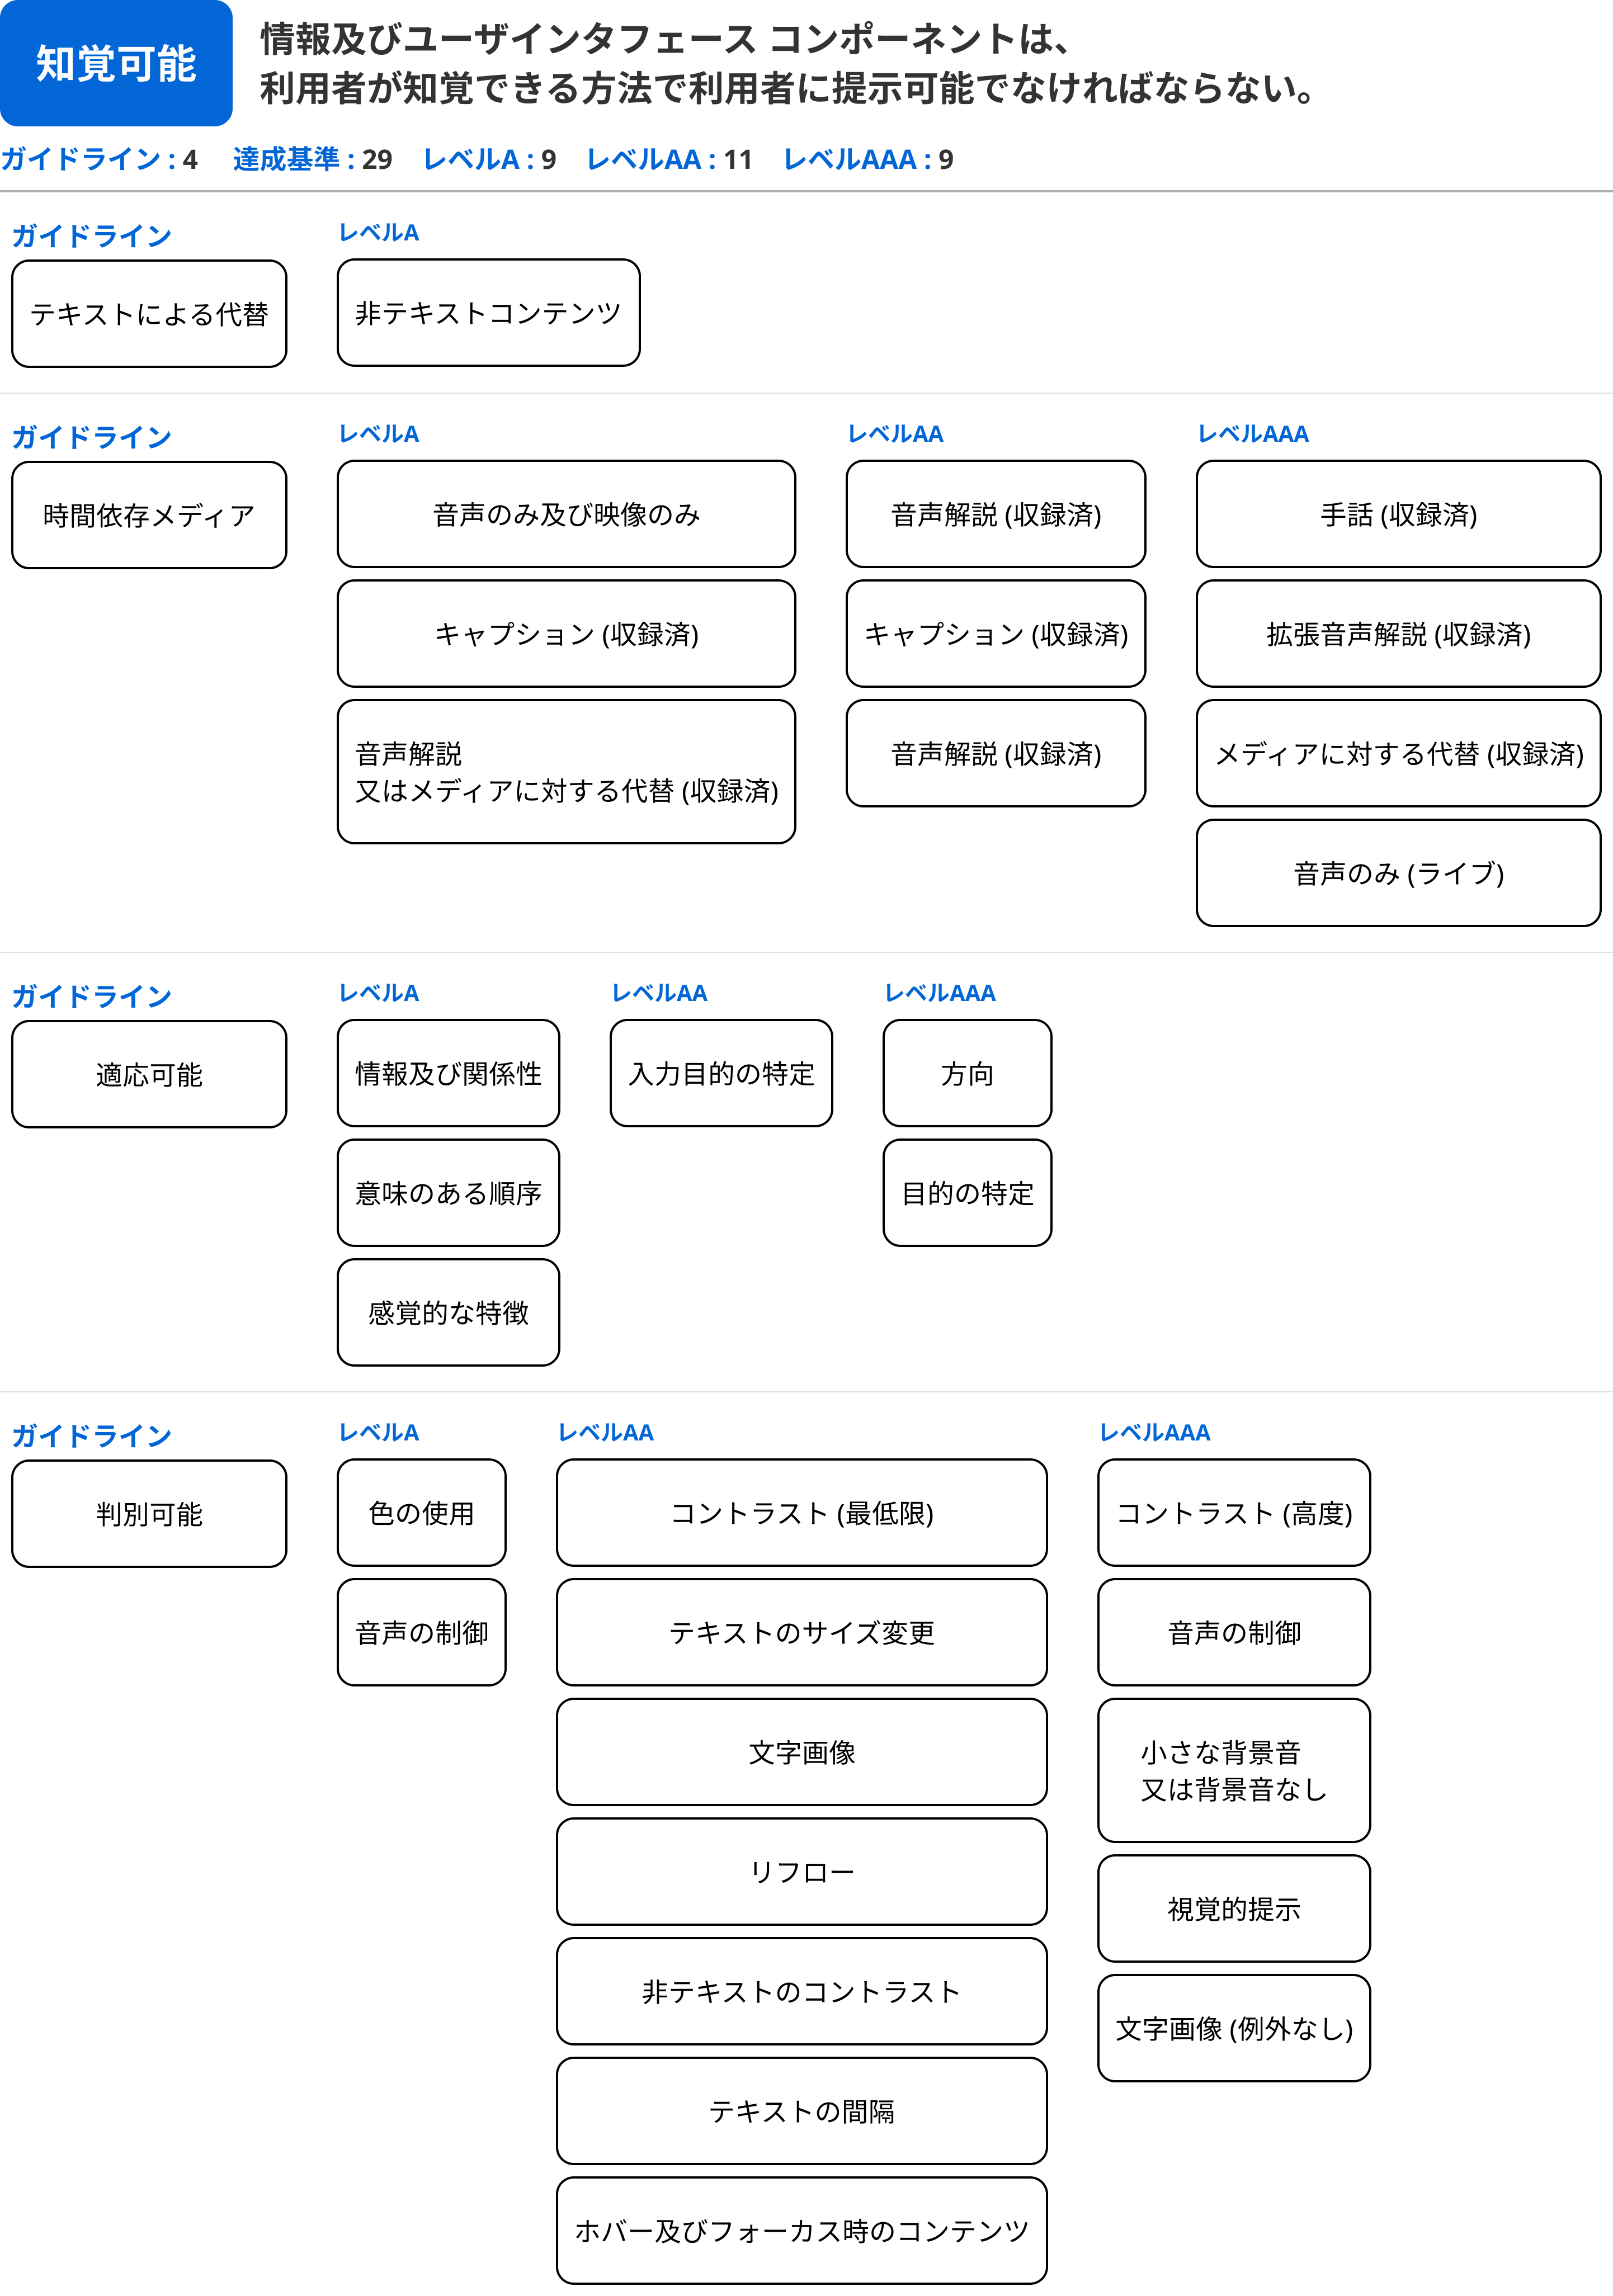 知覚可能
情報及びユーザインタフェース コンポーネントは、
利用者が知覚できる方法で利用者に提示可能でなければならない。
ガイドライン : 4 達成基準 : 29 レベルA : 9 レベルAA : 11 レベルAAA : 9
ガイドライン
テキストによる代替
レベルA
非テキストコンテンツ
ガイドライン
時間依存メディア
レベルA
音声のみ及び映像のみ
キャプション (収録済)
音声解説
又はメディアに対する代替 (収録済)
レベルAA
音声解説 (収録済)
キャプション (収録済)
音声解説 (収録済)
レベルAAA
手話 (収録済)
拡張音声解説 (収録済)
メディアに対する代替 (収録済)
音声のみ (ライブ)
ガイドライン
適応可能
レベルA
情報及び関係性
意味のある順序
感覚的な特徴
レベルAA
入力目的の特定
レベルAAA
方向
目的の特定
ガイドライン
判別可能
レベルA
色の使用
音声の制御
レベルAA
コントラスト (最低限)
テキストのサイズ変更
文字画像
リフロー
非テキストのコントラスト
テキストの間隔
ホバー及びフォーカス時のコンテンツ
レベルAAA
コントラスト (高度)
音声の制御
小さな背景音
又は背景音なし
視覚的提示
文字画像 (例外なし)